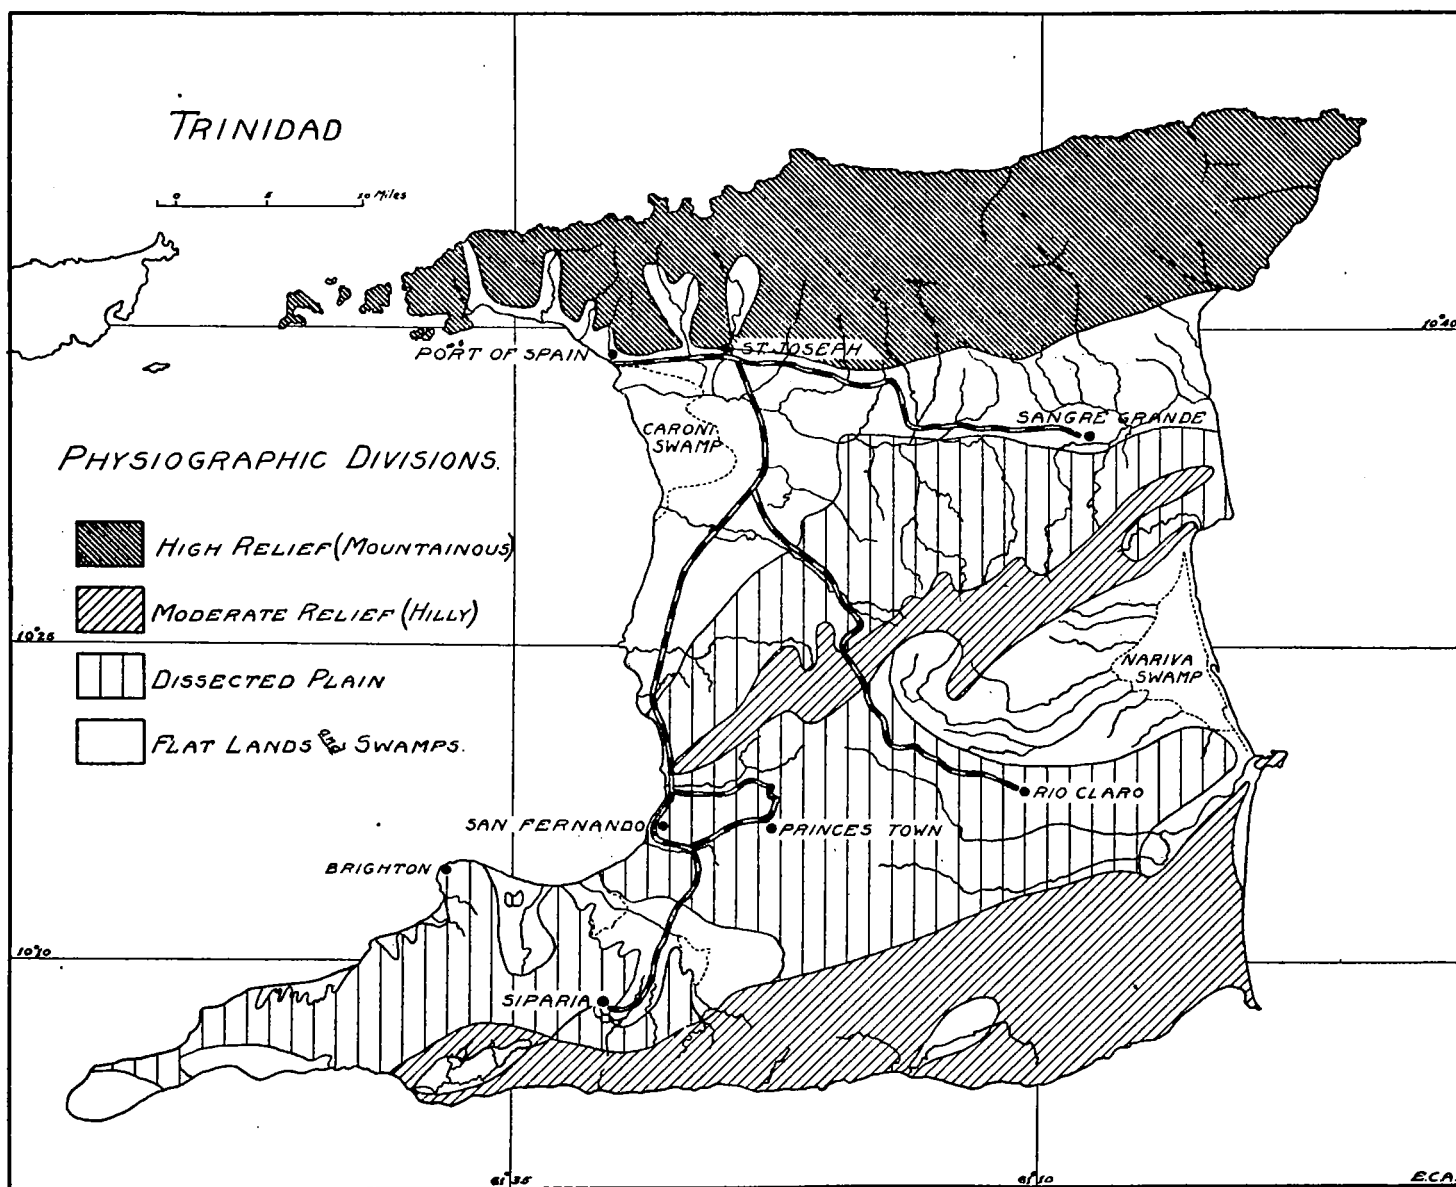 TRINIDAD
0 5 10 Miles
PORT OF SPAIN
ST. JOSEPH
10°40
SANGRE GRANDE
CARONI
SWAMP
PHYSIOGRAPHIC DIVISIONS.
HIGH RELIEF (MOUNTAINOUS)
MODERATE RELIEF (HILLY)
10°25
NARIVA
SWAMP
DISSECTED PLAIN
FLAT LANDS and SWAMPS.
RIO CLARO
SAN FERNANDO
PRINCES TOWN
BRIGHTON
10°10
SIPARIA
61°35
61°10
E.C.A.